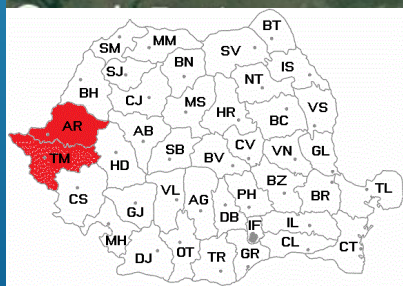 BT
SM MM SV
SJ BN IS
BH NT
CJ MS VS
HR BC
AR AB
TM SB CV VN GL
HD BV
CS VL BZ TL
GJ AG PH BR
DB
MH IF IL
DJ OT TR GR CL CT